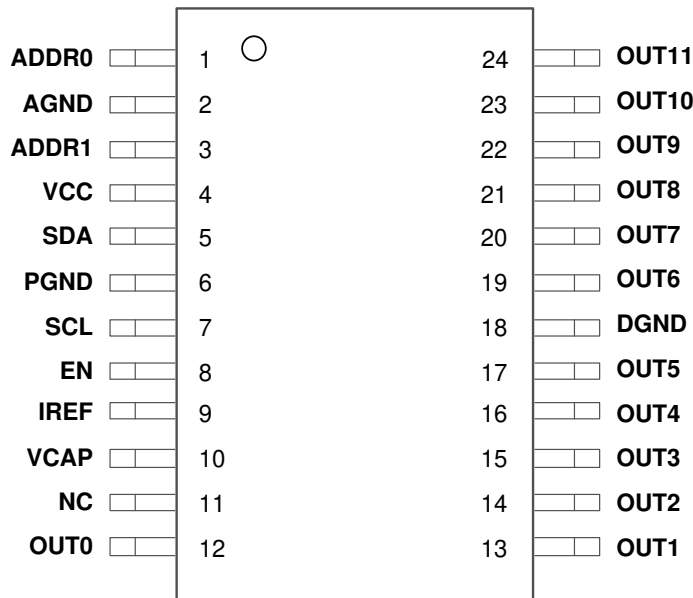 ADDR0 1 24 OUT11
AGND 2 23 OUT10
ADDR1 3 22 OUT9
VCC 4 21 OUT8
SDA 5 20 OUT7
PGND 6 19 OUT6
SCL 7 18 DGND
EN 8 17 OUT5
IREF 9 16 OUT4
VCAP 10 15 OUT3
NC 11 14 OUT2
OUT0 12 13 OUT1